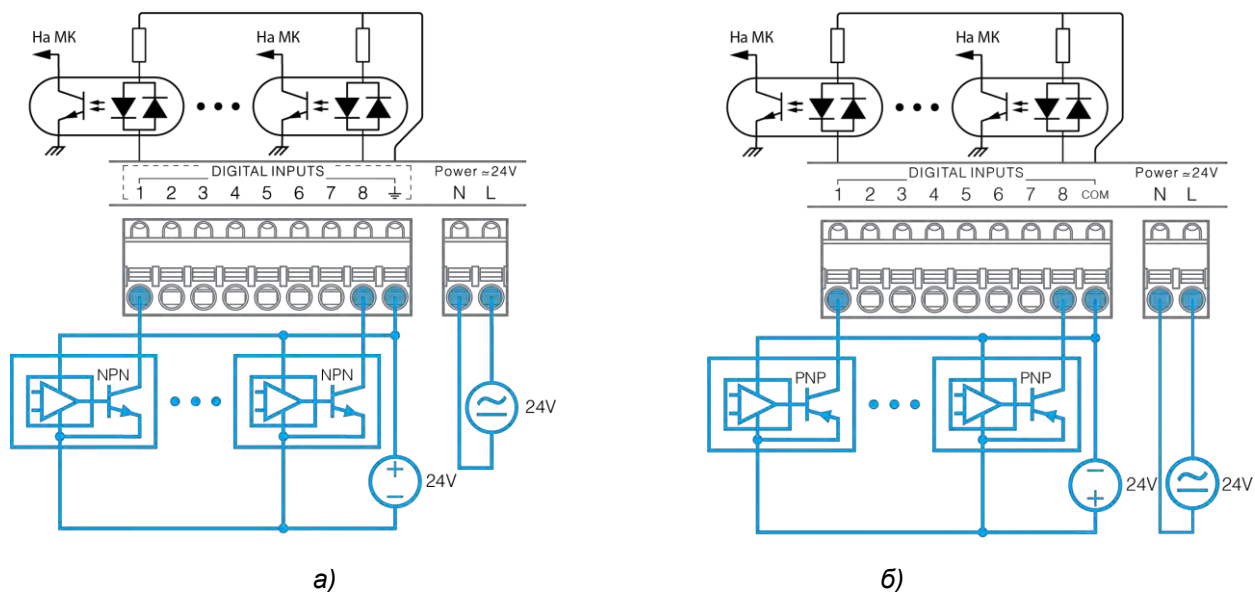 На МК
На МК
DIGITAL INPUTS
Power ≃24V
1 2 3 4 5 6 7 8 ⏚
N L
NPN
NPN
24V
24V
а)
На МК
На МК
DIGITAL INPUTS
Power ≃24V
1 2 3 4 5 6 7 8 COM
N L
PNP
PNP
24V
24V
б)